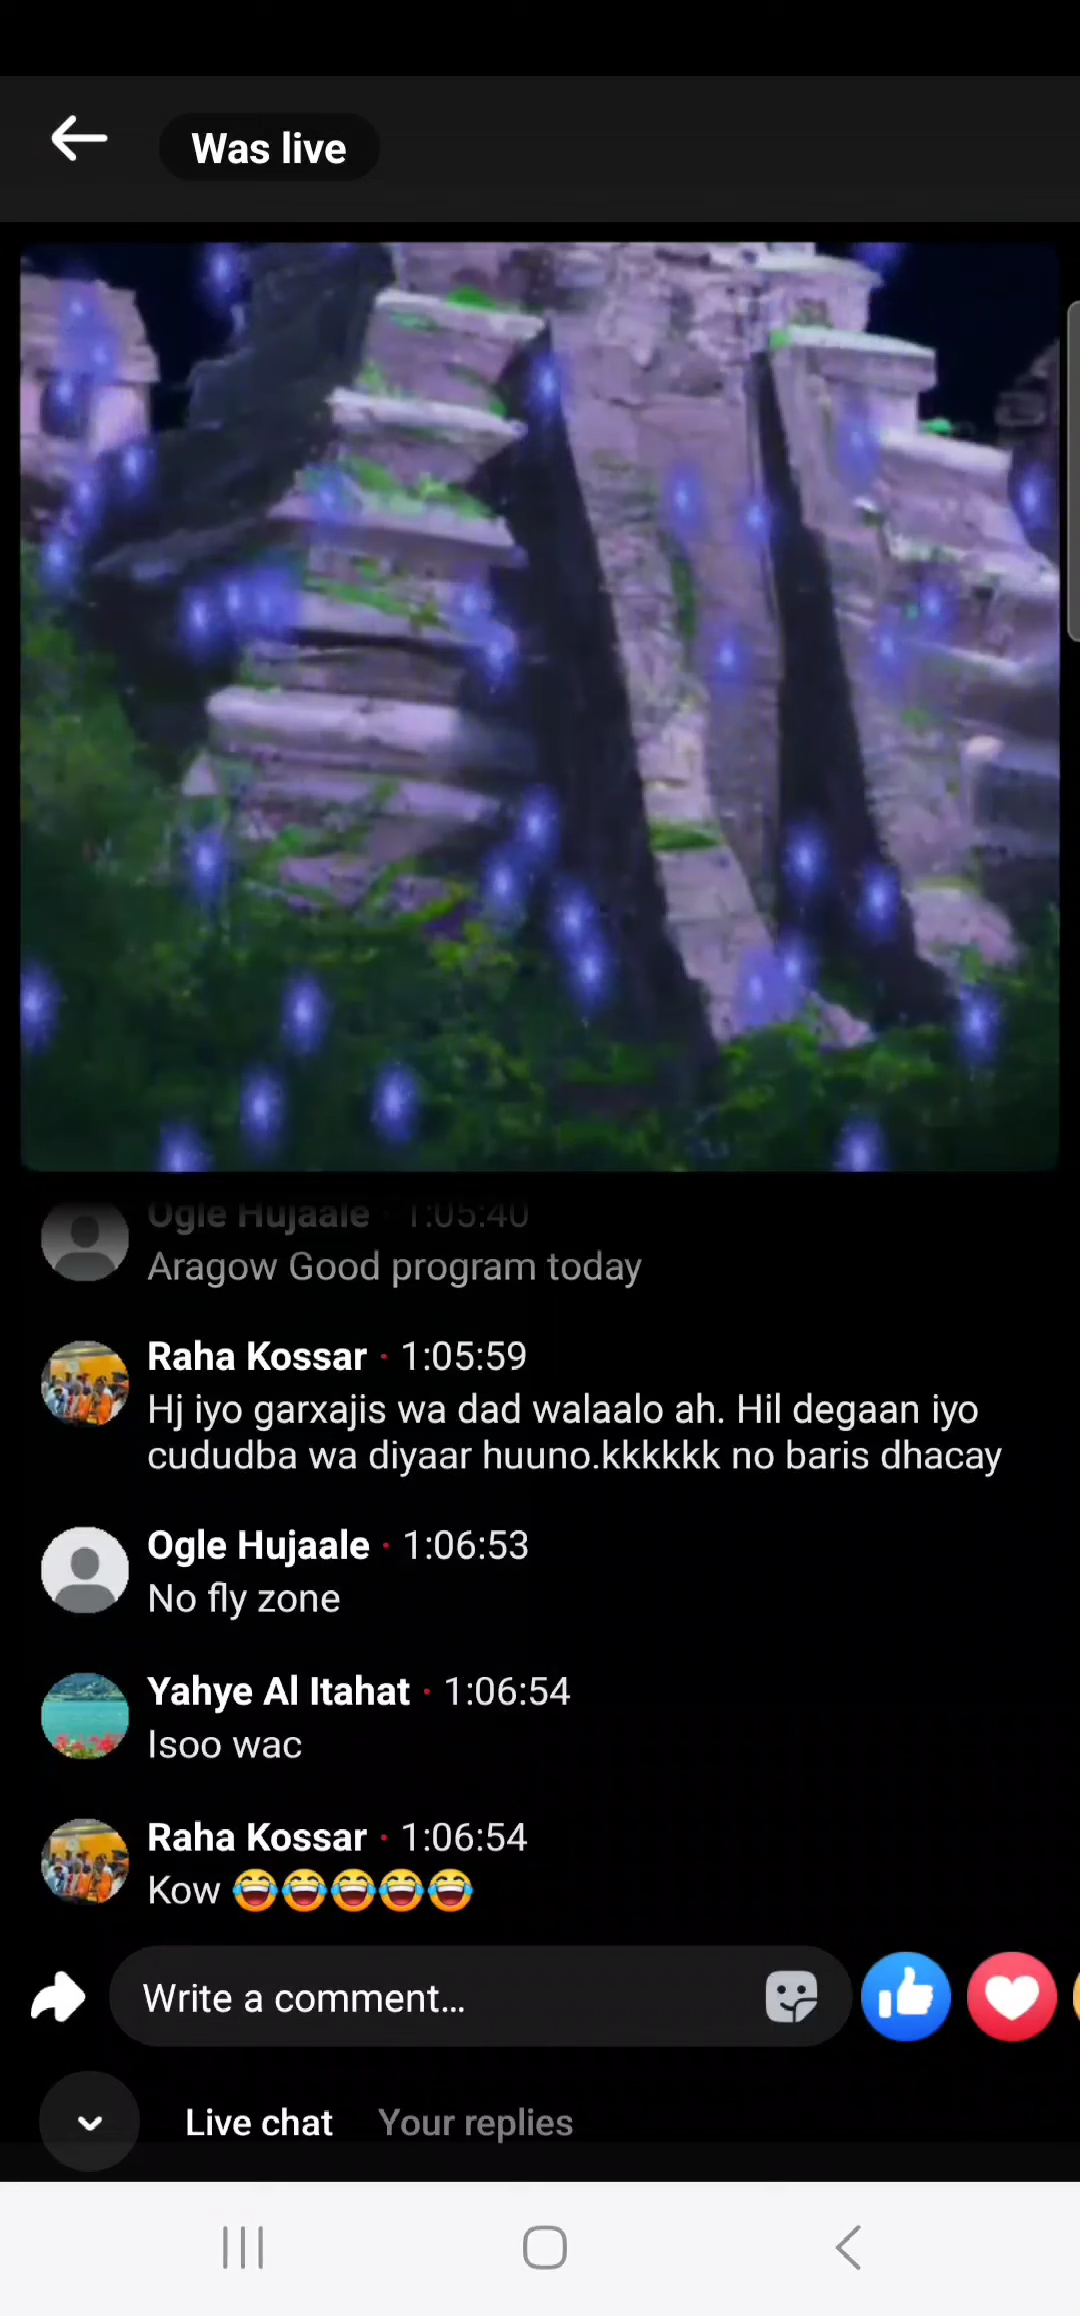 Was live
Ogle Hujaale · 1:05:40
Aragow Good program today
Raha Kossar · 1:05:59
Hj iyo garxajis wa dad walaalo ah. Hil degaan iyo
cududba wa diyaar huuno.kkkkkk no baris dhacay
Ogle Hujaale · 1:06:53
No fly zone
Yahye Al Itahat · 1:06:54
Isoo wac
Raha Kossar · 1:06:54
Kow 😂😂😂😂😂
Write a comment...
Live chat Your replies